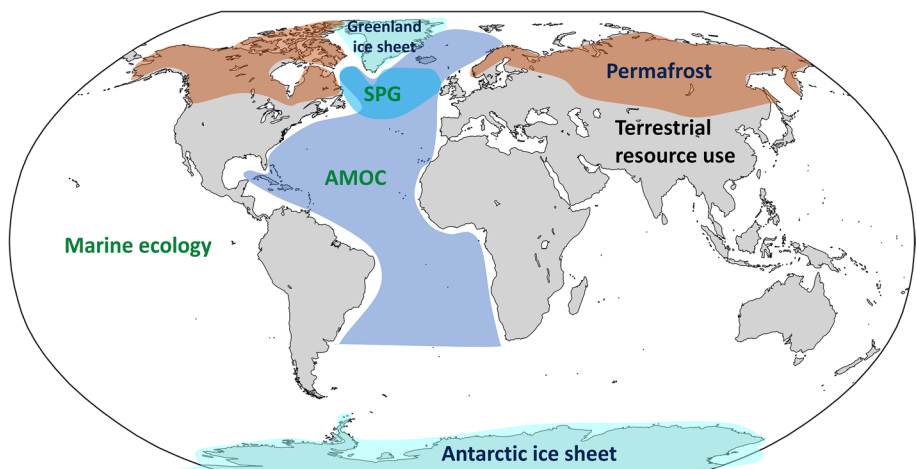 Greenland
ice sheet
Permafrost
SPG
Terrestrial
resource use
AMOC
Marine ecology
Antarctic ice sheet